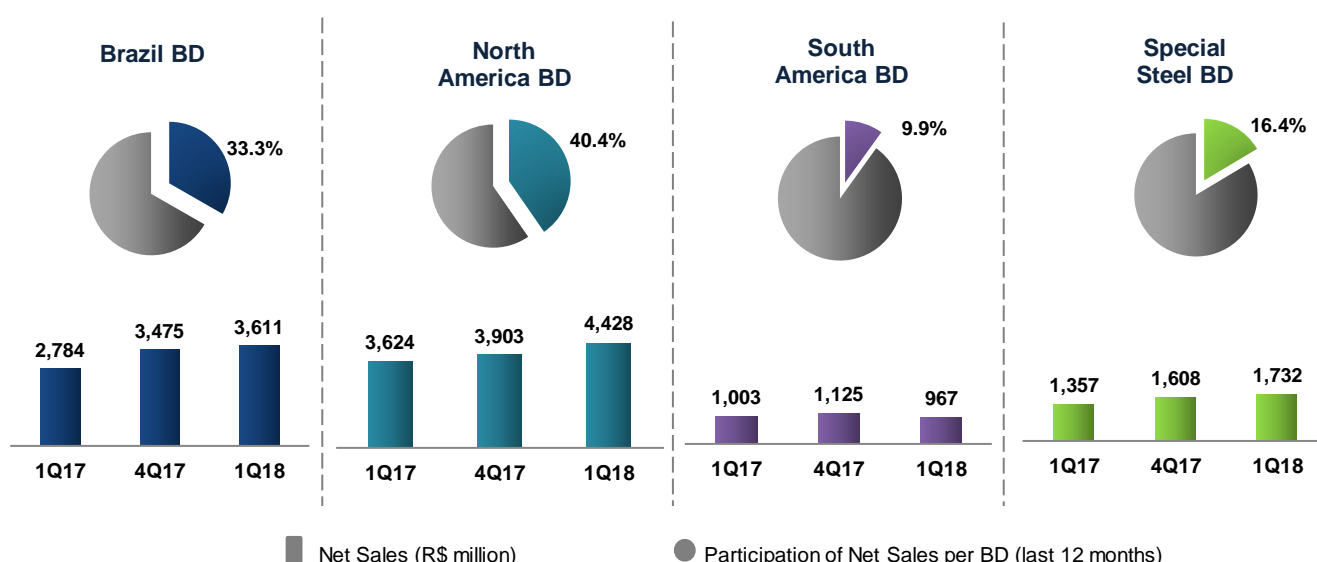 Brazil BD
33.3%
2,784
3,475
3,611
1Q17
4Q17
1Q18
North
America BD
40.4%
3,624
3,903
4,428
1Q17
4Q17
1Q18
South
America BD
9.9%
1,003
1,125
967
1Q17
4Q17
1Q18
Special
Steel BD
16.4%
1,357
1,608
1,732
1Q17
4Q17
1Q18
Net Sales (R$ million)
Participation of Net Sales per BD (last 12 months)